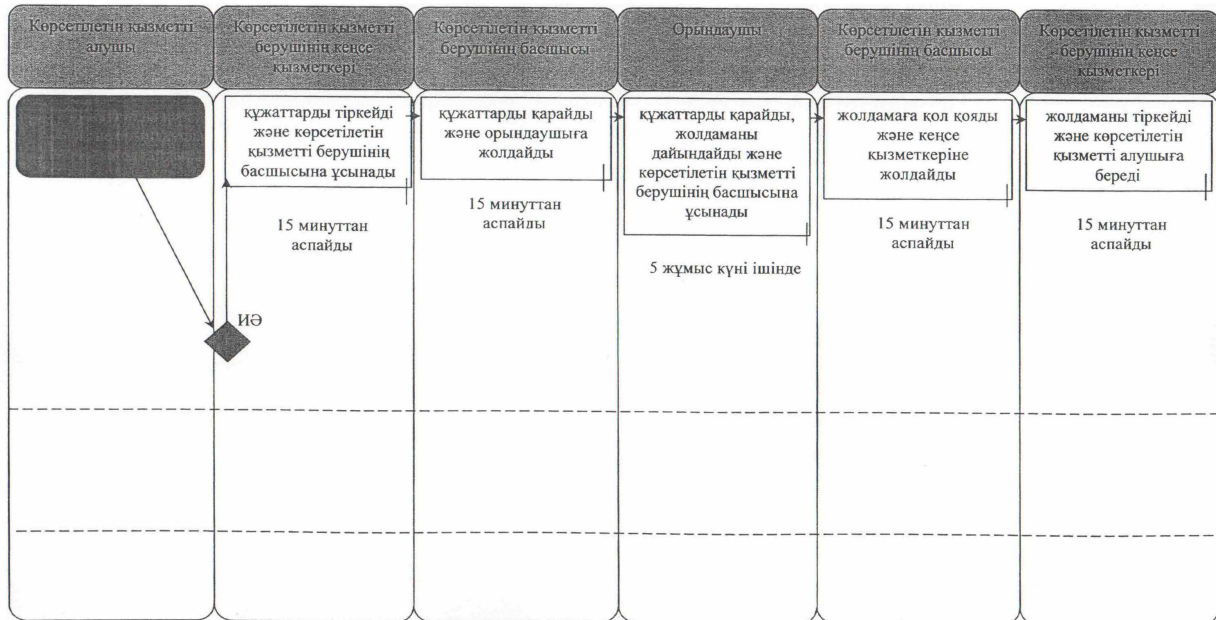 Көрсетілетін қызметті
алушы
Көрсетілетін қызметті
берушінің кеңсе
қызметкері
Көрсетілетін қызметті
берушінің басшысы
Орындаушы
Көрсетілетін қызметті
берушінің басшысы
Көрсетілетін қызметті
берушінің кеңсе
қызметкері
құжаттарды тіркейді
және көрсетілетін
қызметті берушінің
басшысына ұсынады
15 минуттан
аспайды
құжаттарды қарайды
және орындаушыға
жолдайды
15 минуттан
аспайды
құжаттарды қарайды,
жолдаманы
дайындайды және
көрсетілетін қызметті
берушінің басшысына
ұсынады
5 жұмыс күні ішінде
жолдамаға қол қояды
және кеңсе
қызметкеріне
жолдайды
15 минуттан
аспайды
жолдаманы тіркейді
және көрсетілетін
қызметті алушыға
береді
15 минуттан
аспайды
ИӘ